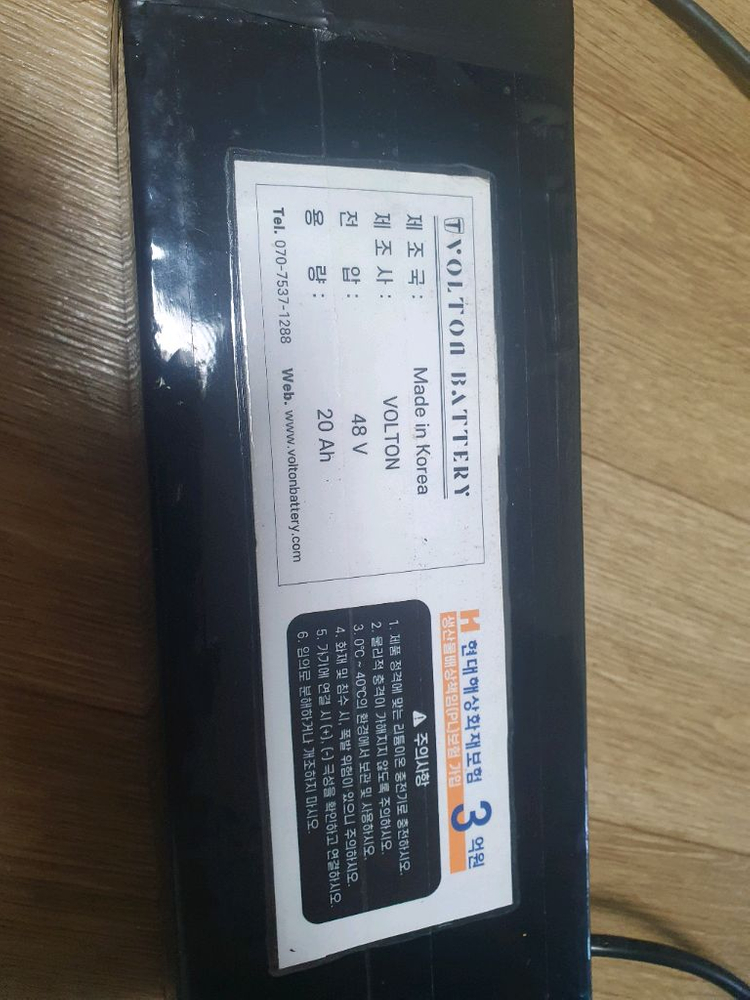 VOLTON BATTERY
제 조 국 : Made in Korea
제 조 사 : VOLTON
전 압 : 48 V
용 량 : 20 Ah
Tel. 070-7537-1288 Web. www.voltonbattery.com
현대해상화재보험 3 억원
생산물배상책임(PL)보험 가입
주의사항
1. 제품 정격에 맞는 리튬이온 충전기로 충전하시오.
2. 물리적 충격이 가해지지 않도록 주의하시오.
3. 0℃ ~ 40℃의 환경에서 보관 및 사용하시오.
4. 화재 및 침수 시, 폭발 위험이 있으니 주의하시오.
5. 기기에 연결 시 (+), (-) 극성을 확인하고 연결하시오.
6. 임의로 분해하거나 개조하지 마시오.